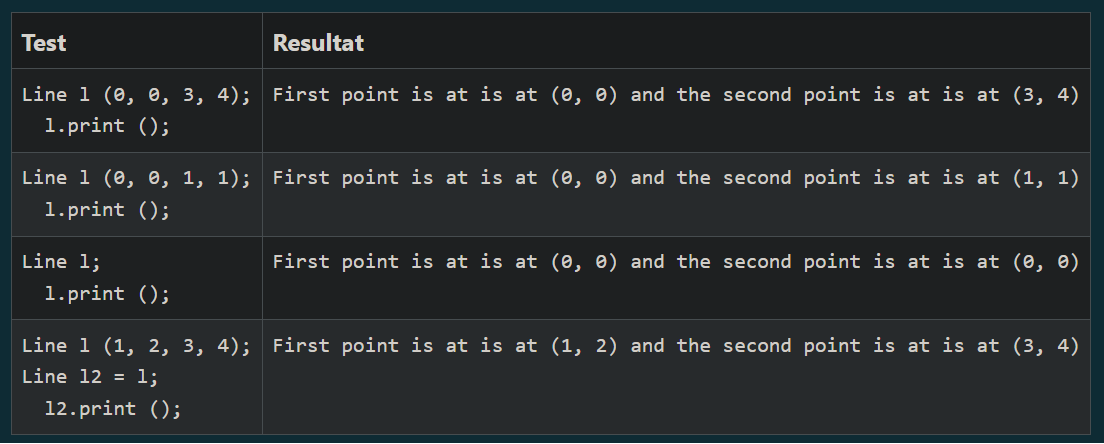 Test
Resultat
Line l (0, 0, 3, 4);
l.print ();
First point is at is at (0, 0) and the second point is at is at (3, 4)
Line l (0, 0, 1, 1);
l.print ();
First point is at is at (0, 0) and the second point is at is at (1, 1)
Line l;
l.print ();
First point is at is at (0, 0) and the second point is at is at (0, 0)
Line l (1, 2, 3, 4);
Line l2 = l;
l2.print ();
First point is at is at (1, 2) and the second point is at is at (3, 4)